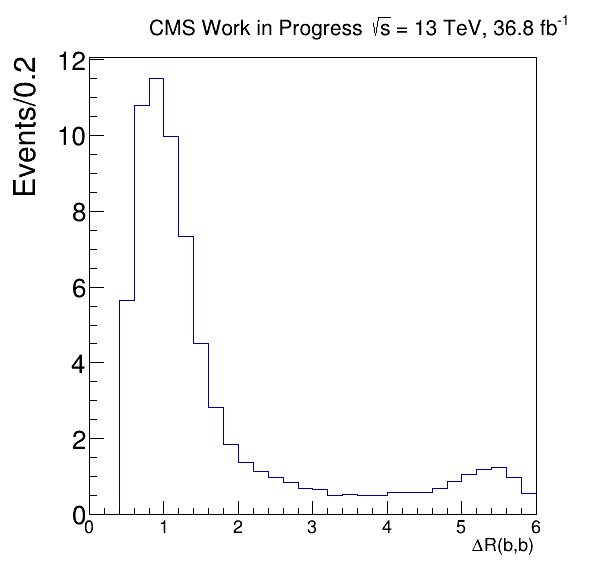 CMS Work in Progress √s = 13 TeV, 36.8 fb⁻¹
Events/0.2
12
10
8
6
4
2
0
0 1 2 3 4 5 6
ΔR(b,b)